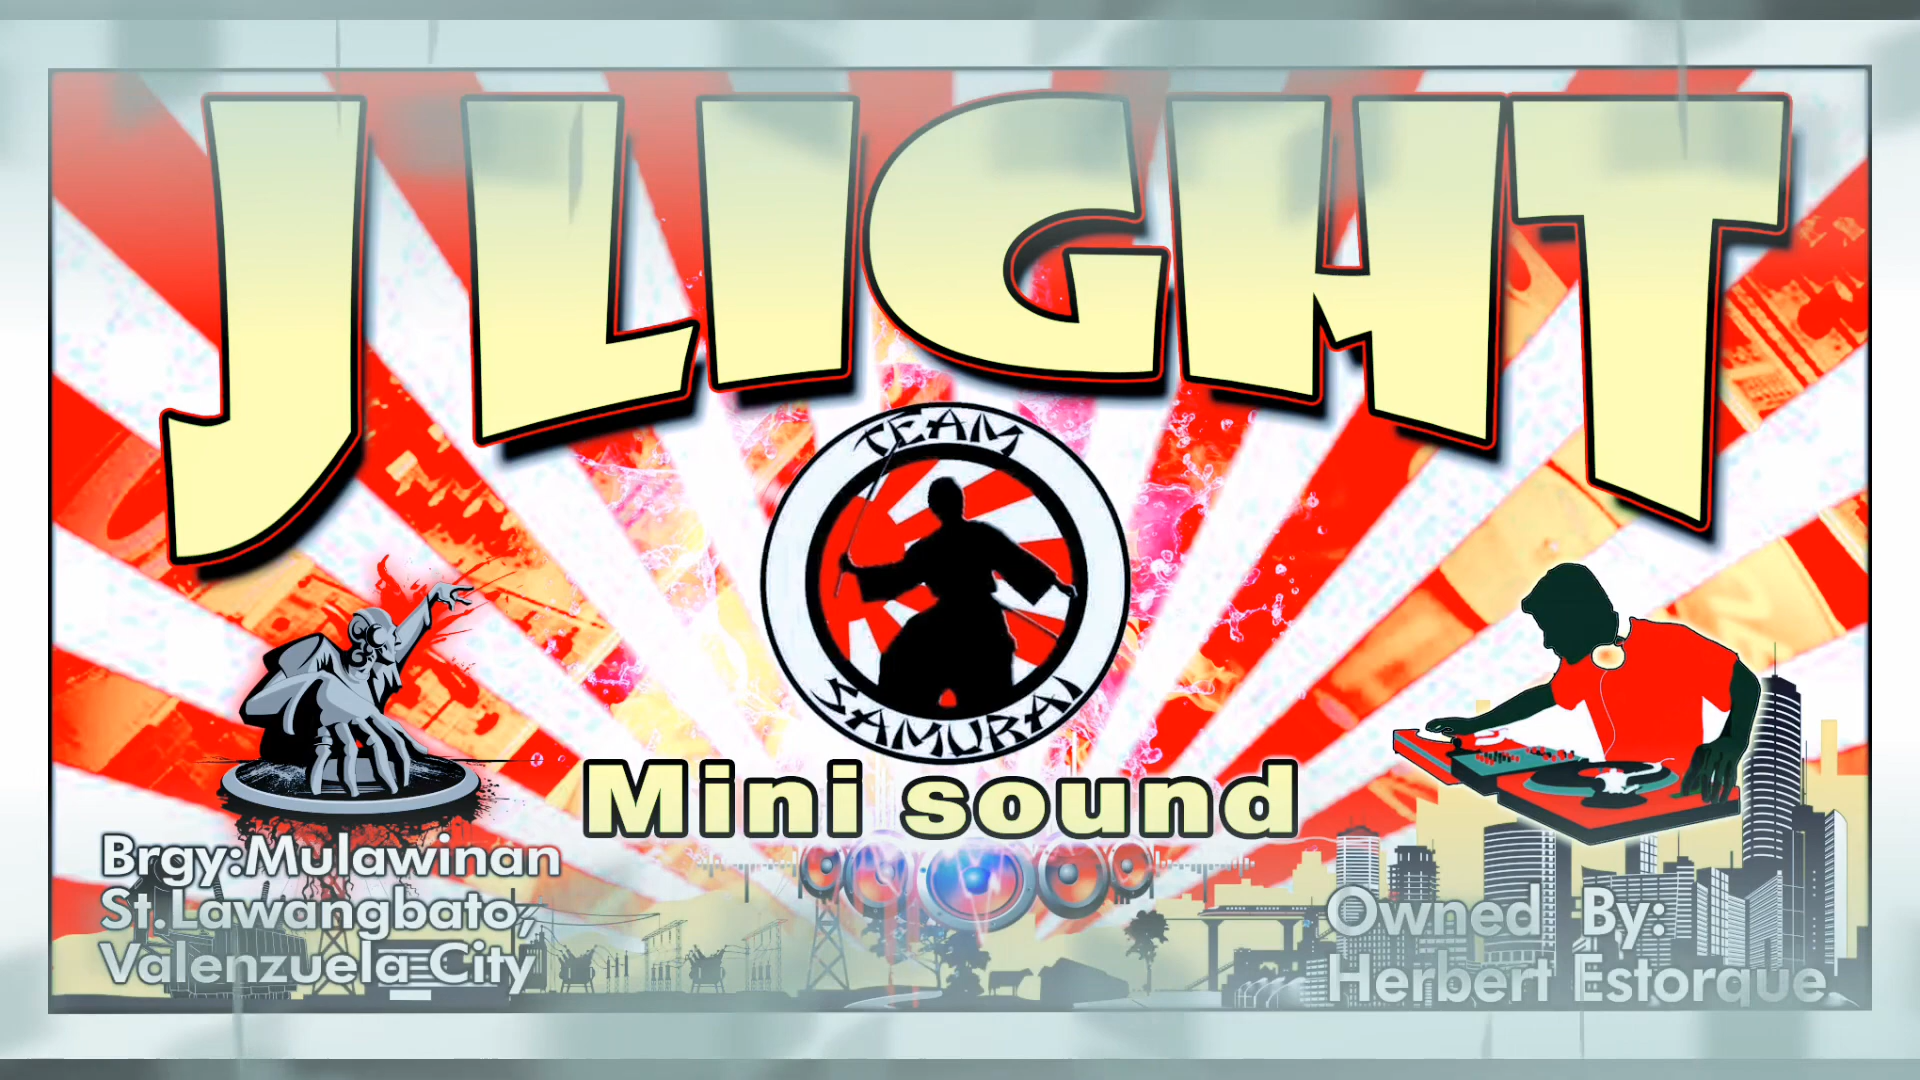 J LIGHT
TEAM
SAMURAI
Mini sound
Brgy:Mulawinan
St.Lawangbato,
Valenzuela City
Owned By:
Herbert Estorque